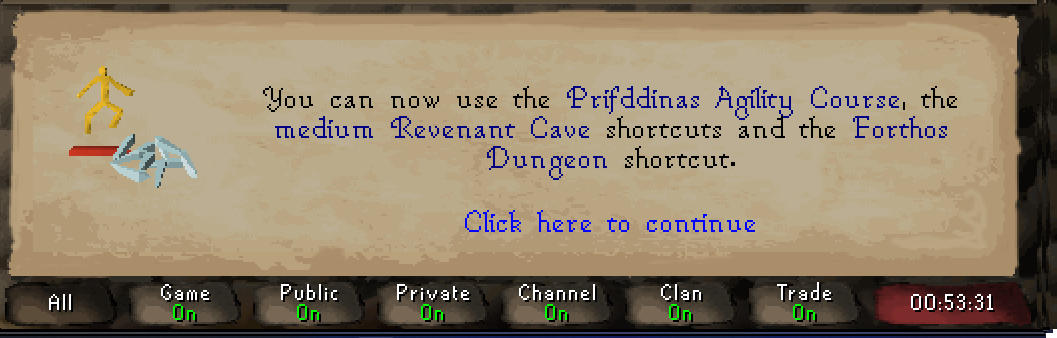 You can now use the Prifddinas Agility Course, the
medium Revenant Cave shortcuts and the Forthos
Dungeon shortcut.
Click here to continue
All
Game
On
Public
On
Private
On
Channel
On
Clan
On
Trade
On
00:53:31